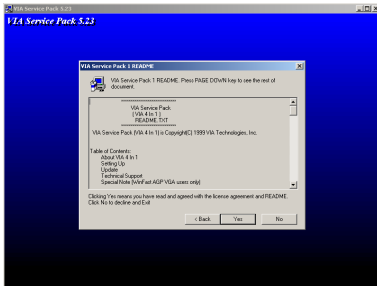 VIA Service Pack 5.23
VIA Service Pack 5.23
VIA Service Pack 1 README
VIA Service Pack 1 README. Press PAGE DOWN key to see the rest of
document.
****************************************
VIA Service Pack
( VIA 4 In 1 )
README.TXT
****************************************
VIA Service Pack (VIA 4 In 1) is Copyright(C) 1999 VIA Technologies, Inc.
Table of Contents:
About VIA 4 in 1
Setting Up
Update
Technical Support
Special Note (WinFast AGP VGA users only)
Clicking Yes means you have read and agreed with the license agreement and README.
Click No to decline and Exit
< Back
Yes
No